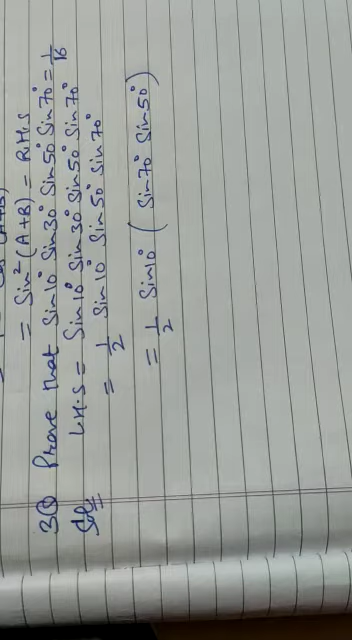 = Sin² (A+B) = R.H.S
3Q Prove that Sin10° Sin30° Sin50° Sin70° = 1/16
Sol L.H.S = Sin10° Sin30° Sin50° Sin70°
= 1/2 Sin10° Sin50° Sin70°
= 1/2 Sin10° (Sin70° Sin50°)